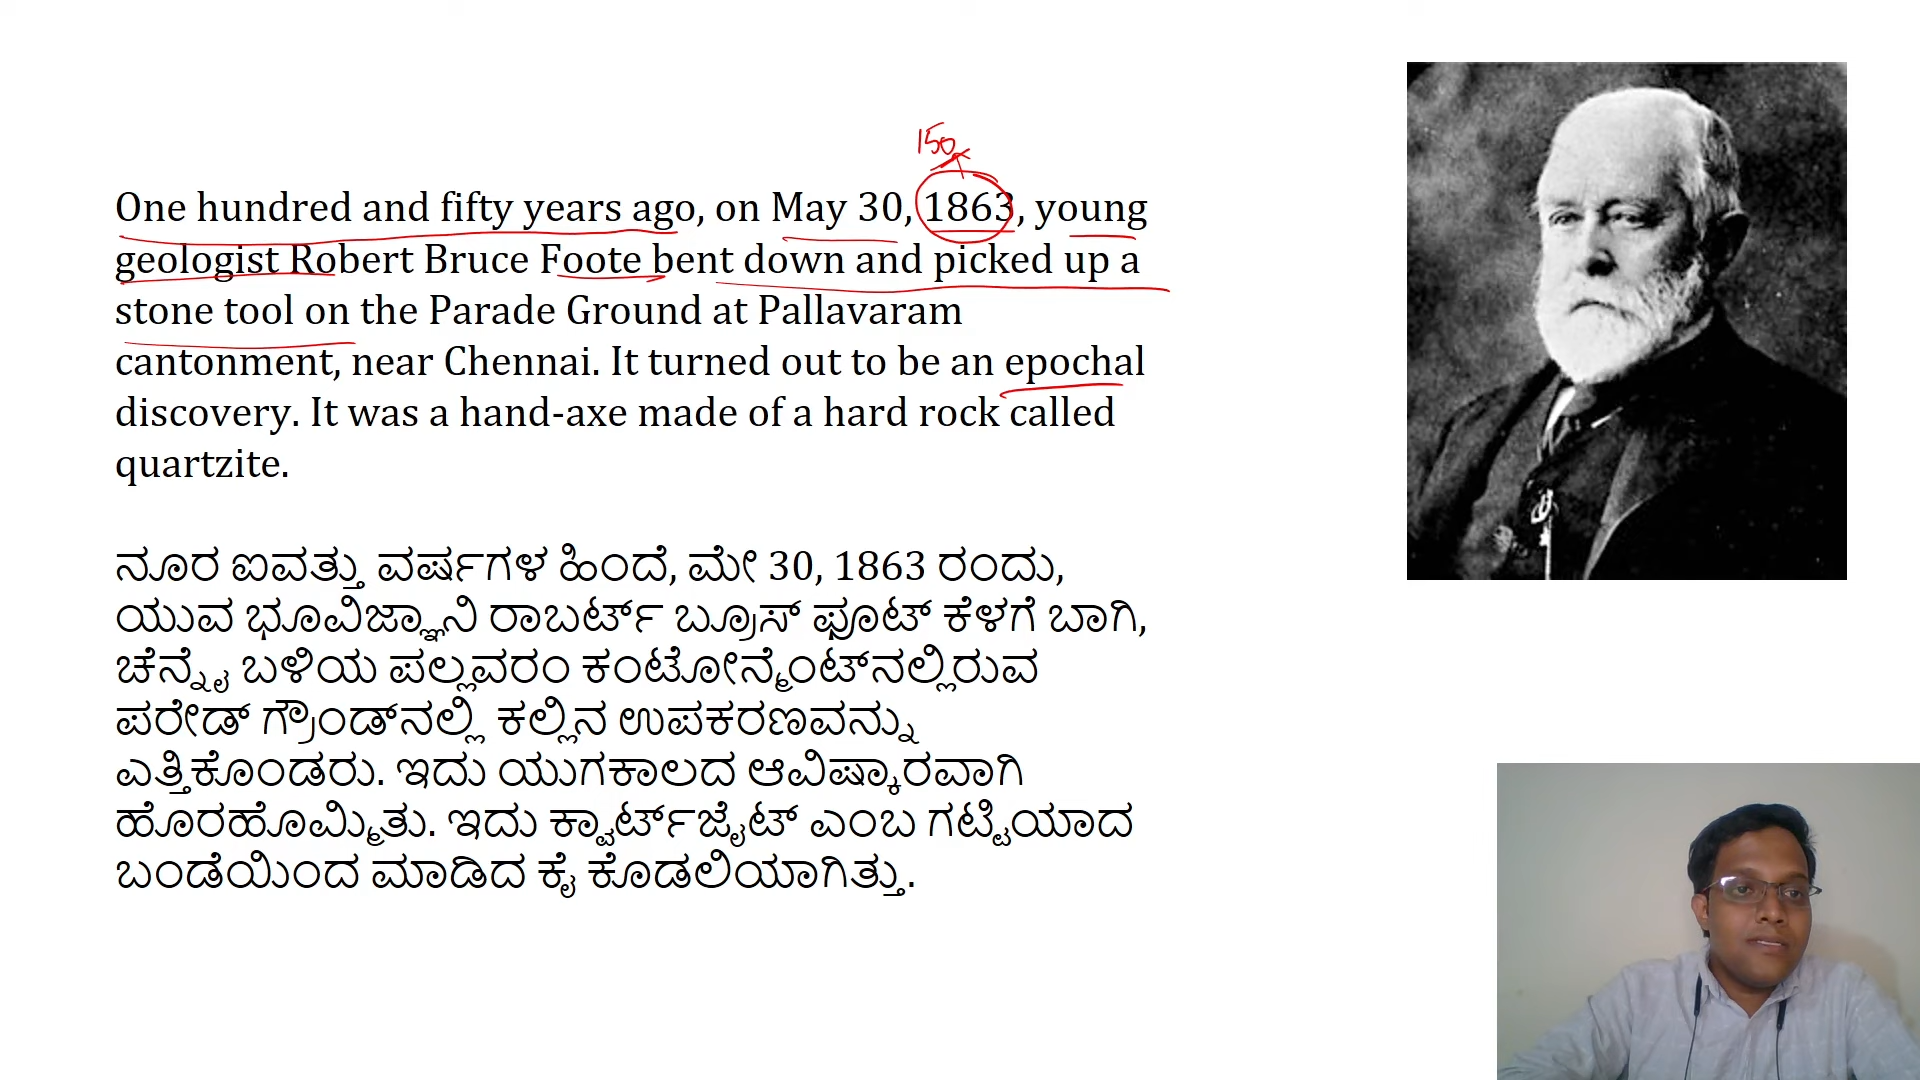 150
One hundred and fifty years ago, on May 30, 1863, young
geologist Robert Bruce Foote bent down and picked up a
stone tool on the Parade Ground at Pallavaram
cantonment, near Chennai. It turned out to be an epochal
discovery. It was a hand-axe made of a hard rock called
quartzite.
ನೂರ ಐವತ್ತು ವರ್ಷಗಳ ಹಿಂದೆ, ಮೇ 30, 1863 ರಂದು,
ಯುವ ಭೂವಿಜ್ಞಾನಿ ರಾಬರ್ಟ್ ಬ್ರೂಸ್ ಫೂಟ್ ಕೆಳಗೆ ಬಾಗಿ,
ಚೆನ್ನೈ ಬಳಿಯ ಪಲ್ಲವರಂ ಕಂಟೋನ್ಮೆಂಟ್‌ನಲ್ಲಿರುವ
ಪರೇಡ್ ಗ್ರೌಂಡ್‌ನಲ್ಲಿ ಕಲ್ಲಿನ ಉಪಕರಣವನ್ನು
ಎತ್ತಿಕೊಂಡರು. ಇದು ಯುಗಕಾಲದ ಆವಿಷ್ಕಾರವಾಗಿ
ಹೊರಹೊಮ್ಮಿತು. ಇದು ಕ್ವಾರ್ಟ್‌ಜೈಟ್ ಎಂಬ ಗಟ್ಟಿಯಾದ
ಬಂಡೆಯಿಂದ ಮಾಡಿದ ಕೈ ಕೊಡಲಿಯಾಗಿತ್ತು.